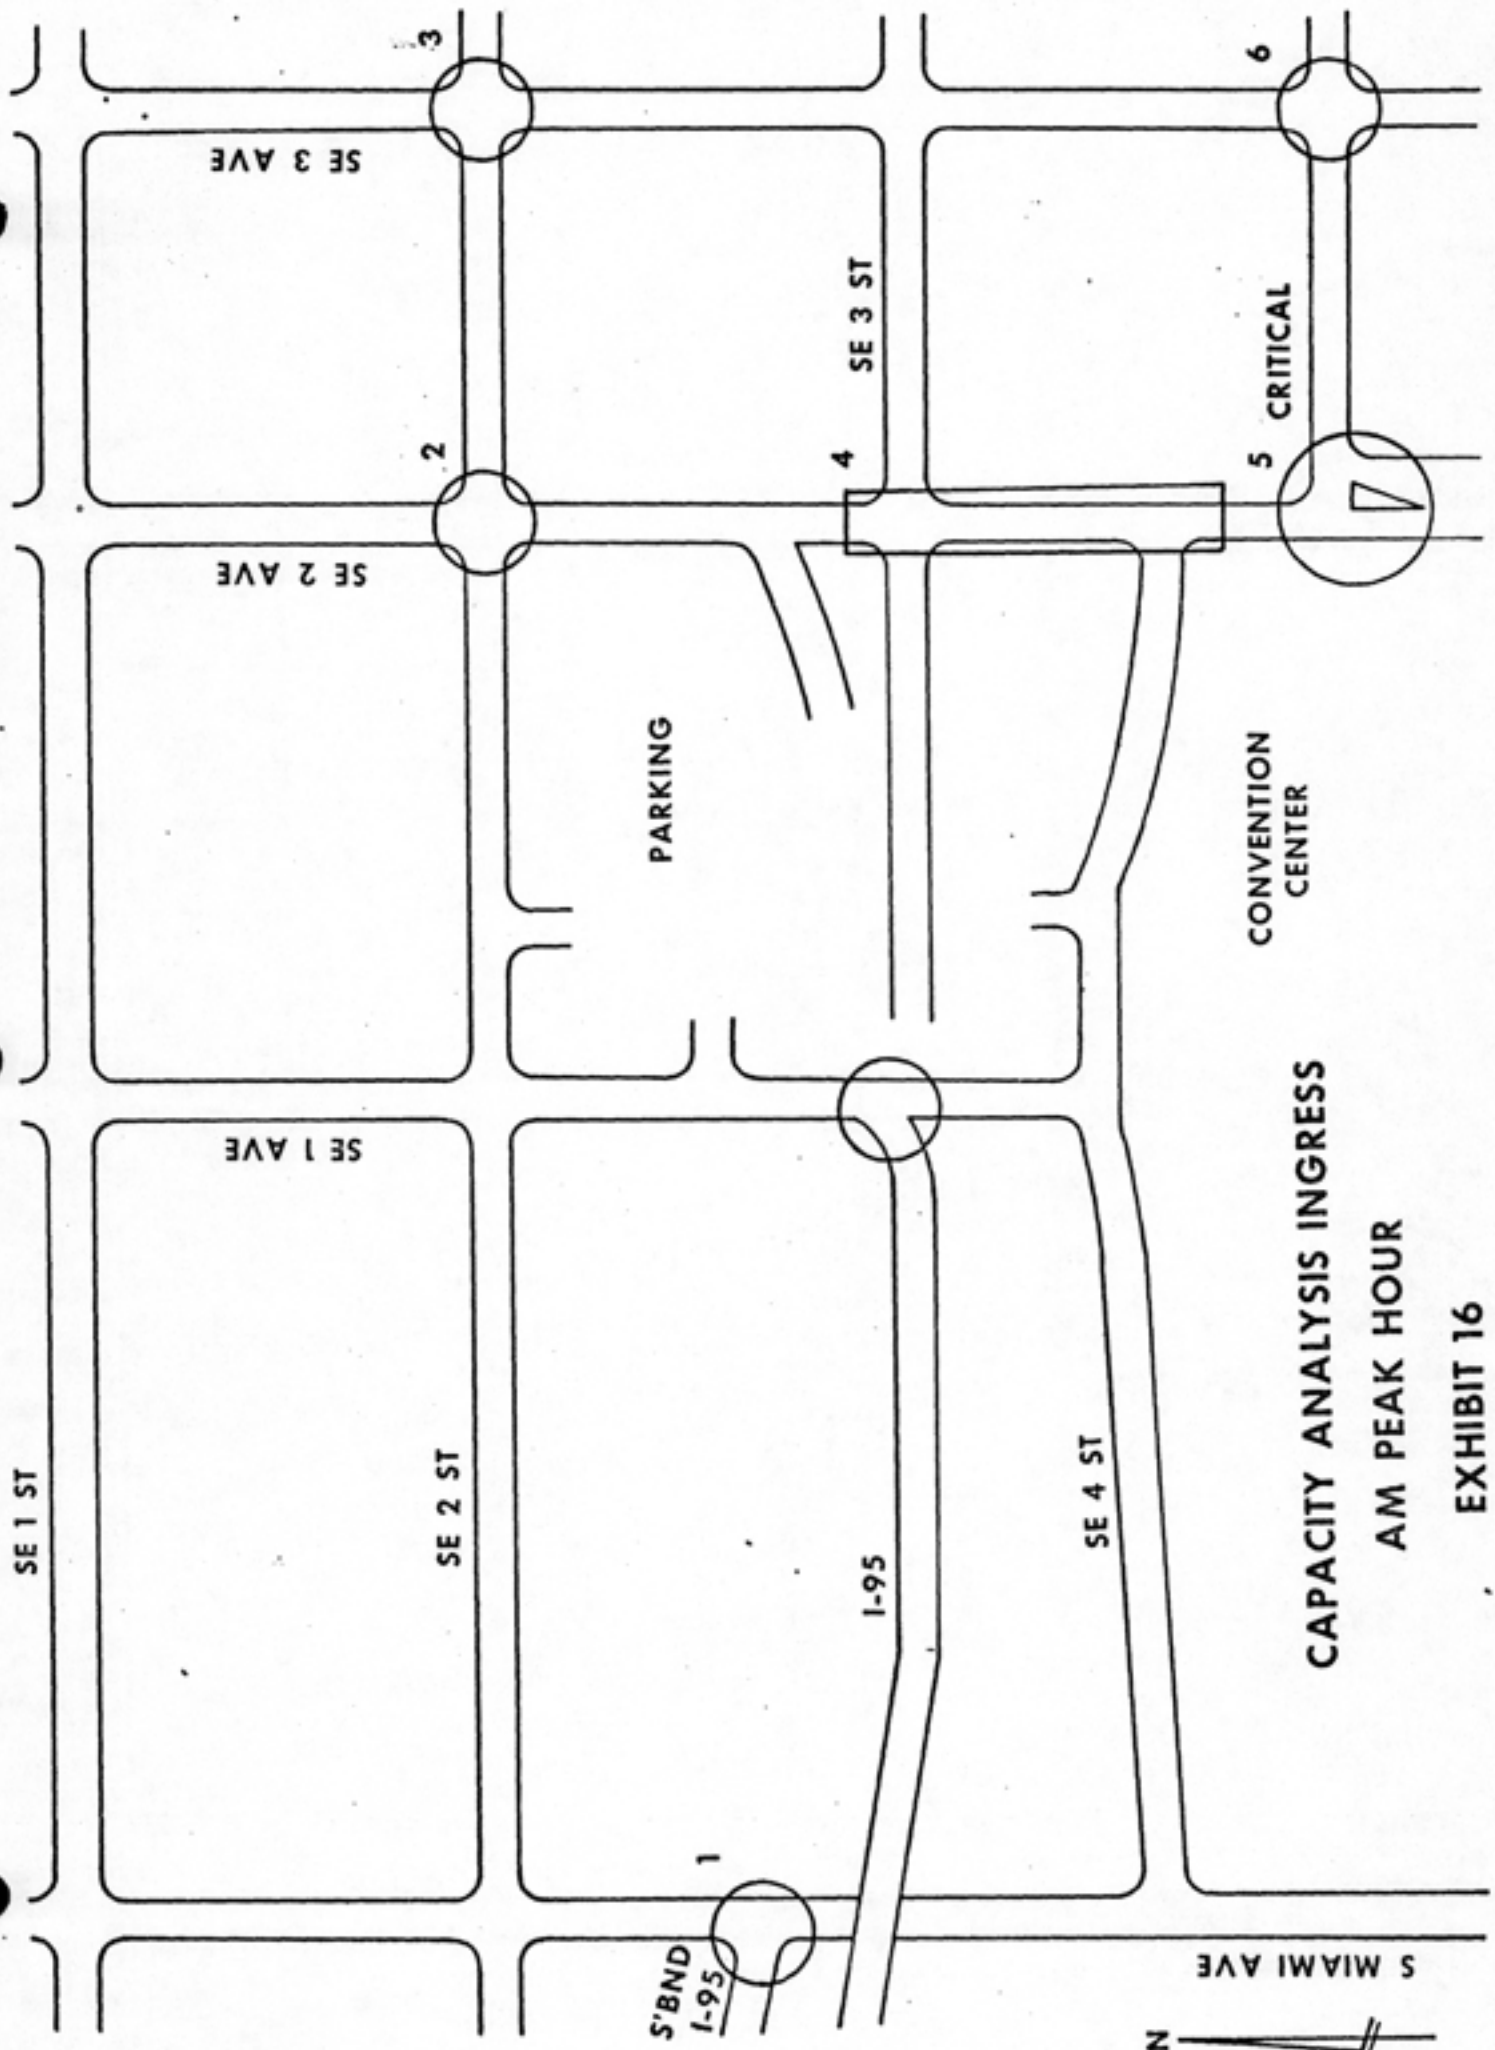 SE 1 ST
SE 2 ST
S'BND
I-95
1
I-95
SE 4 ST
S MIAMI AVE
N
SE 1 AVE
SE 2 AVE
SE 3 AVE
2
3
PARKING
SE 3 ST
4
5
CRITICAL
6
CONVENTION
CENTER
CAPACITY ANALYSIS INGRESS
AM PEAK HOUR
EXHIBIT 16